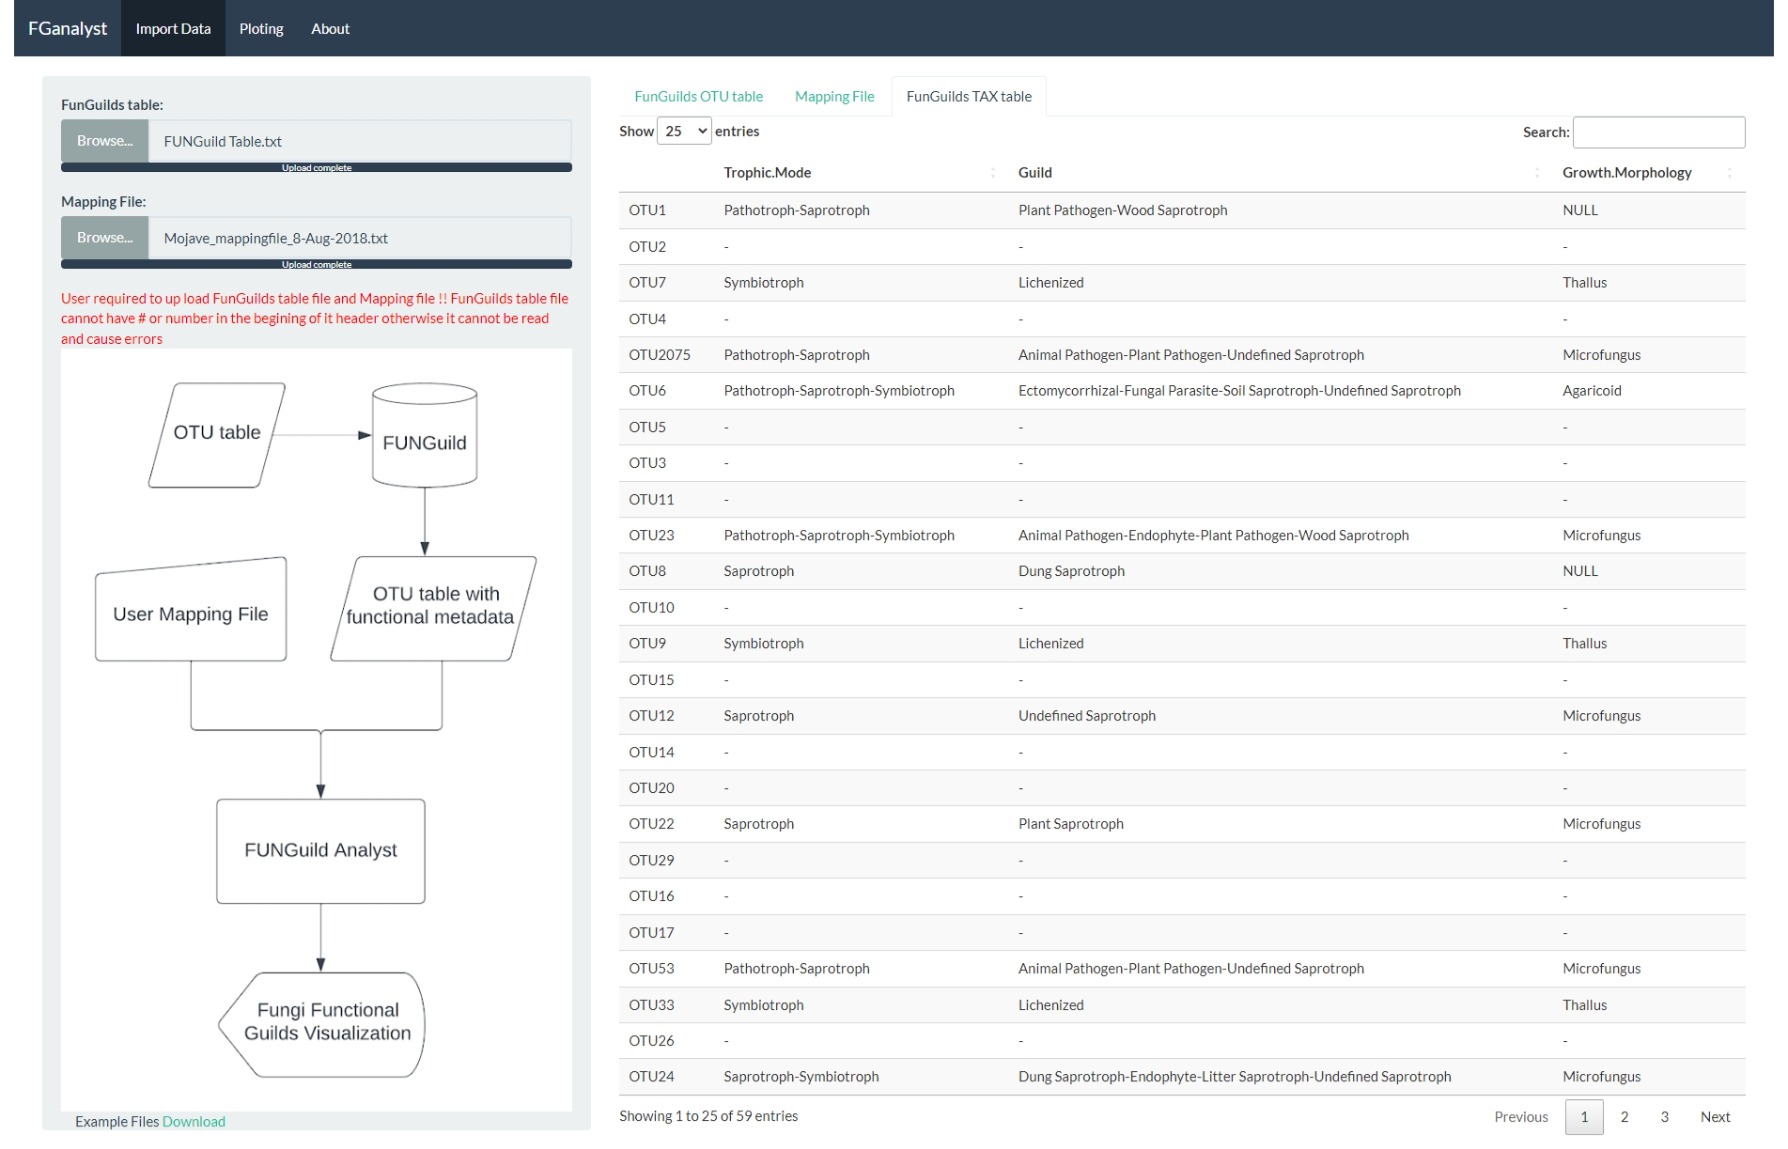 FGanalyst Import Data Ploting About
FunGuilds table:
Browse... FUNGuild Table.txt
Upload complete
Mapping File:
Browse... Mojave_mappingfile_8-Aug-2018.txt
Upload complete
User required to up load FunGuilds table file and Mapping file !! FunGuilds table file
cannot have # or number in the begining of it header otherwise it cannot be read
and cause errors
OTU table
FUNGuild
User Mapping File
OTU table with
functional metadata
FUNGuild Analyst
Fungi Functional
Guilds Visualization
Example Files Download
FunGuilds OTU table Mapping File FunGuilds TAX table
Show 25 entries Search:
Trophic.Mode Guild Growth.Morphology
OTU1 Pathotroph-Saprotroph Plant Pathogen-Wood Saprotroph NULL
OTU2 - - -
OTU7 Symbiotroph Lichenized Thallus
OTU4 - - -
OTU2075 Pathotroph-Saprotroph Animal Pathogen-Plant Pathogen-Undefined Saprotroph Microfungus
OTU6 Pathotroph-Saprotroph-Symbiotroph Ectomycorrhizal-Fungal Parasite-Soil Saprotroph-Undefined Saprotroph Agaricoid
OTU5 - - -
OTU3 - - -
OTU11 - - -
OTU23 Pathotroph-Saprotroph-Symbiotroph Animal Pathogen-Endophyte-Plant Pathogen-Wood Saprotroph Microfungus
OTU8 Saprotroph Dung Saprotroph NULL
OTU10 - - -
OTU9 Symbiotroph Lichenized Thallus
OTU15 - - -
OTU12 Saprotroph Undefined Saprotroph Microfungus
OTU14 - - -
OTU20 - - -
OTU22 Saprotroph Plant Saprotroph Microfungus
OTU29 - - -
OTU16 - - -
OTU17 - - -
OTU53 Pathotroph-Saprotroph Animal Pathogen-Plant Pathogen-Undefined Saprotroph Microfungus
OTU33 Symbiotroph Lichenized Thallus
OTU26 - - -
OTU24 Saprotroph-Symbiotroph Dung Saprotroph-Endophyte-Litter Saprotroph-Undefined Saprotroph Microfungus
Showing 1 to 25 of 59 entries Previous 1 2 3 Next